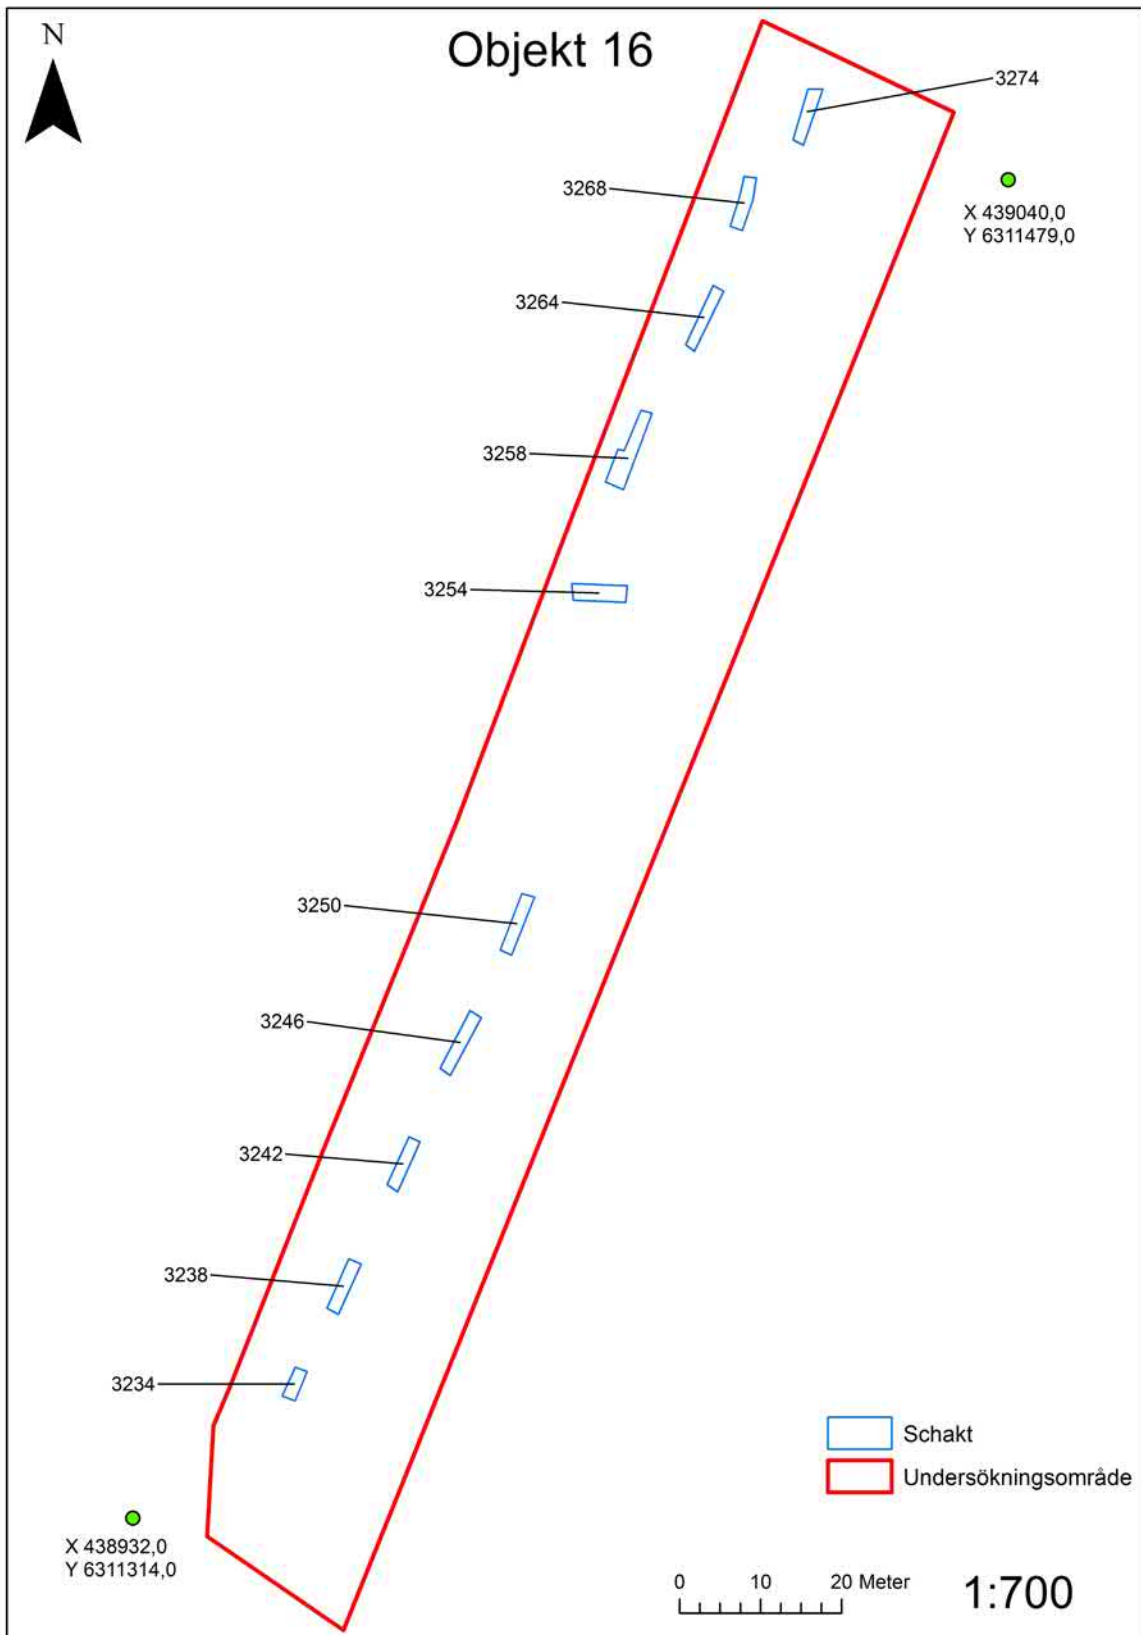 N
Objekt 16
3274
3268
X 439040,0
Y 6311479,0
3264
3258
3254
3250
3246
3242
3238
3234
Schakt
Undersökningsområde
X 438932,0
Y 6311314,0
0 10 20 Meter
1:700